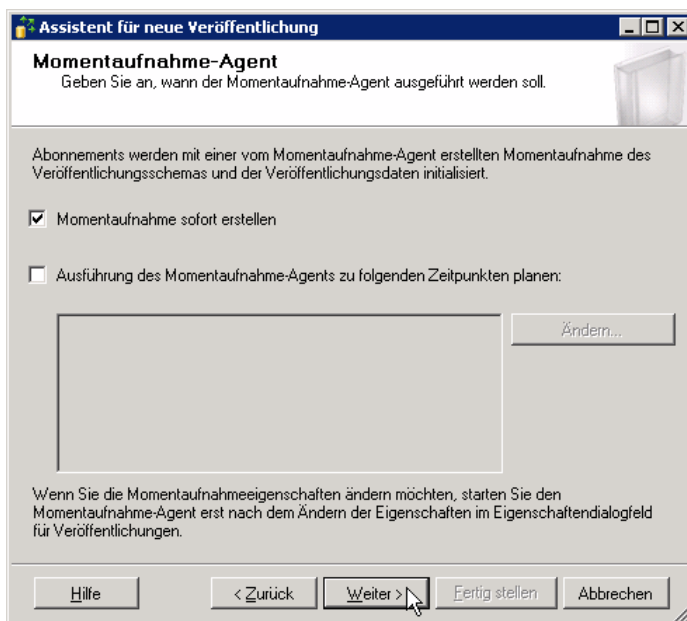 Assistent für neue Veröffentlichung
Momentaufnahme-Agent
Geben Sie an, wann der Momentaufnahme-Agent ausgeführt werden soll.
Abonnements werden mit einer vom Momentaufnahme-Agent erstellten Momentaufnahme des
Veröffentlichungsschemas und der Veröffentlichungsdaten initialisiert.
Momentaufnahme sofort erstellen
Ausführung des Momentaufnahme-Agents zu folgenden Zeitpunkten planen:
Ändern...
Wenn Sie die Momentaufnahmeeigenschaften ändern möchten, starten Sie den
Momentaufnahme-Agent erst nach dem Ändern der Eigenschaften im Eigenschaftendialogfeld
für Veröffentlichungen.
Hilfe
< Zurück
Weiter >
Fertig stellen
Abbrechen